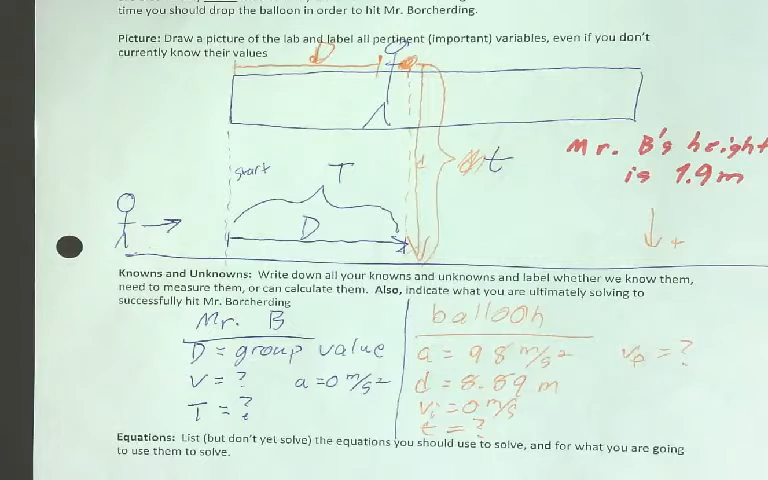 time you should drop the balloon in order to hit Mr. Borcherding.
Picture: Draw a picture of the lab and label all pertinent (important) variables, even if you don't
currently know their values
D
t
Mr. B's height
is 1.9m
start
T
D
+
Knowns and Unknowns: Write down all your knowns and unknowns and label whether we know them,
need to measure them, or can calculate them. Also, indicate what you are ultimately solving to
successfully hit Mr. Borcherding
Mr. B
balloon
D = group value
a = 9.8 m/s²
V = ?
a = 0 m/s²
d = 8.89 m
T = ?
vi = 0 m/s
t = ?
Equations: List (but don't yet solve) the equations you should use to solve, and for what you are going
to use them to solve.